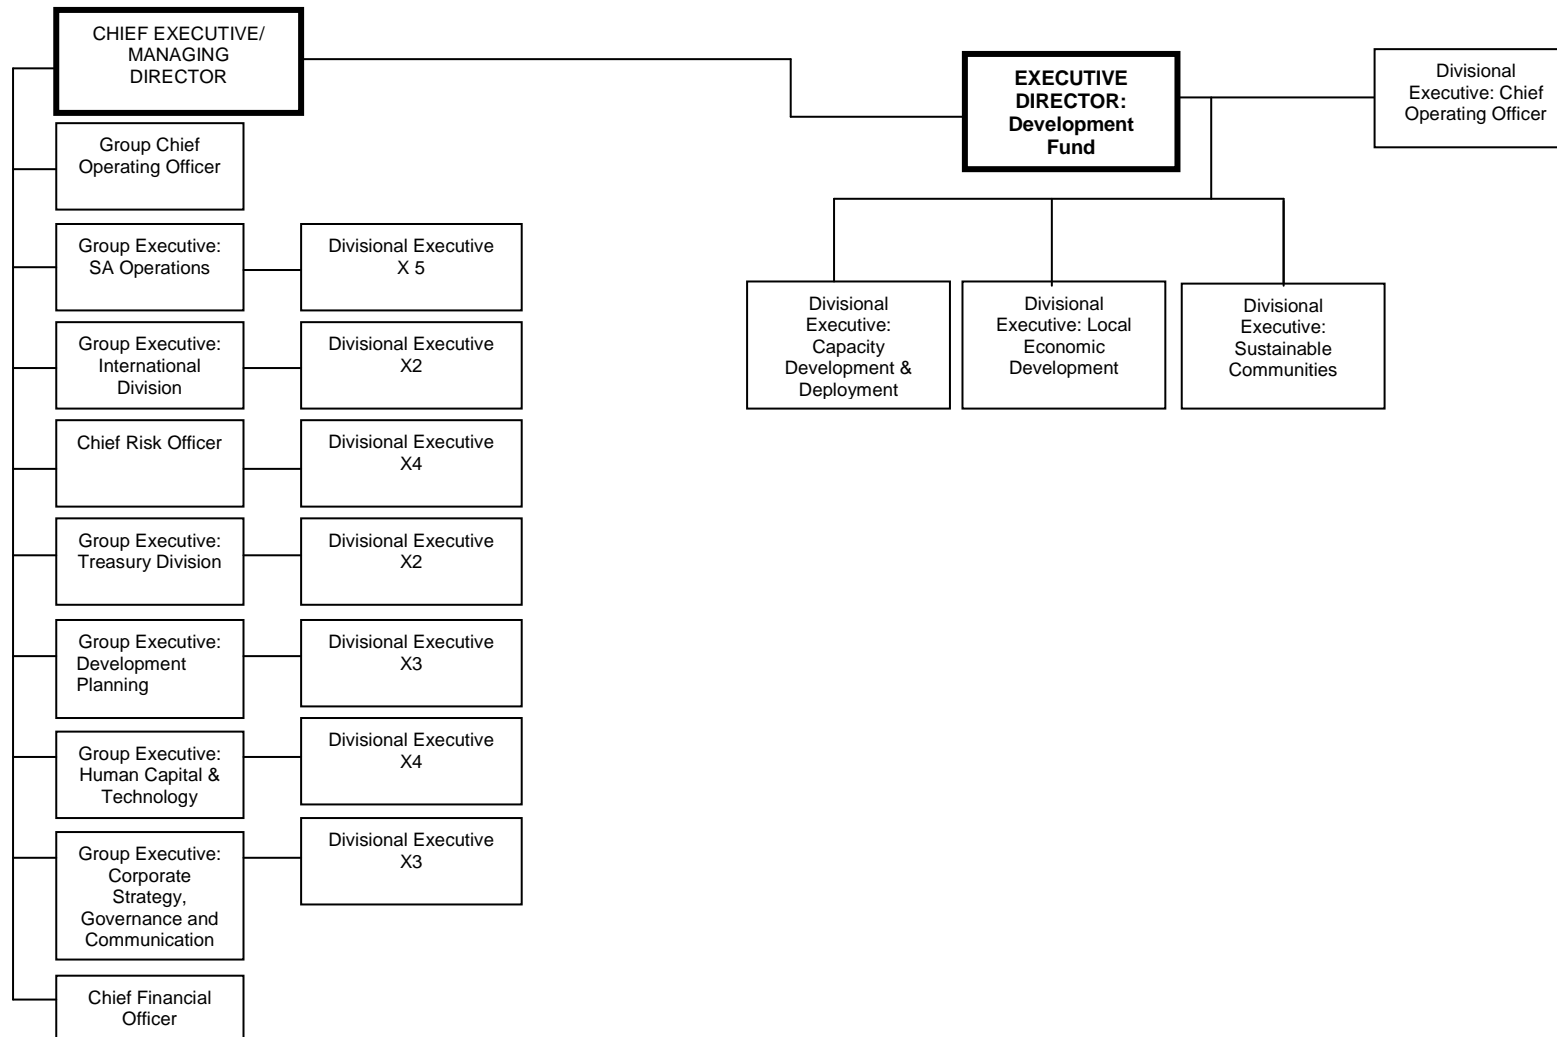 CHIEF EXECUTIVE/
MANAGING
DIRECTOR
EXECUTIVE
DIRECTOR:
Development
Fund
Divisional
Executive: Chief
Operating Officer
Group Chief
Operating Officer
Group Executive:
SA Operations
Divisional Executive
X 5
Divisional
Executive:
Capacity
Development &
Deployment
Divisional
Executive: Local
Economic
Development
Divisional
Executive:
Sustainable
Communities
Group Executive:
International
Division
Divisional Executive
X2
Chief Risk Officer
Divisional Executive
X4
Group Executive:
Treasury Division
Divisional Executive
X2
Group Executive:
Development
Planning
Divisional Executive
X3
Group Executive:
Human Capital &
Technology
Divisional Executive
X4
Group Executive:
Corporate
Strategy,
Governance and
Communication
Divisional Executive
X3
Chief Financial
Officer